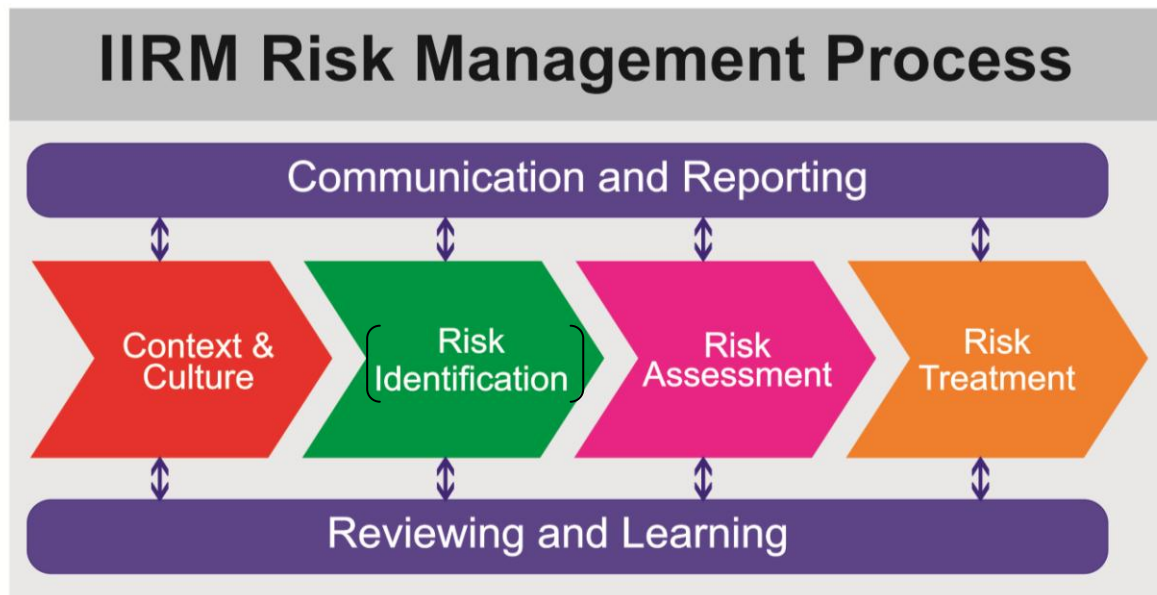 IIRM Risk Management Process
Communication and Reporting
Context &
Culture
Risk
Identification
Risk
Assessment
Risk
Treatment
Reviewing and Learning